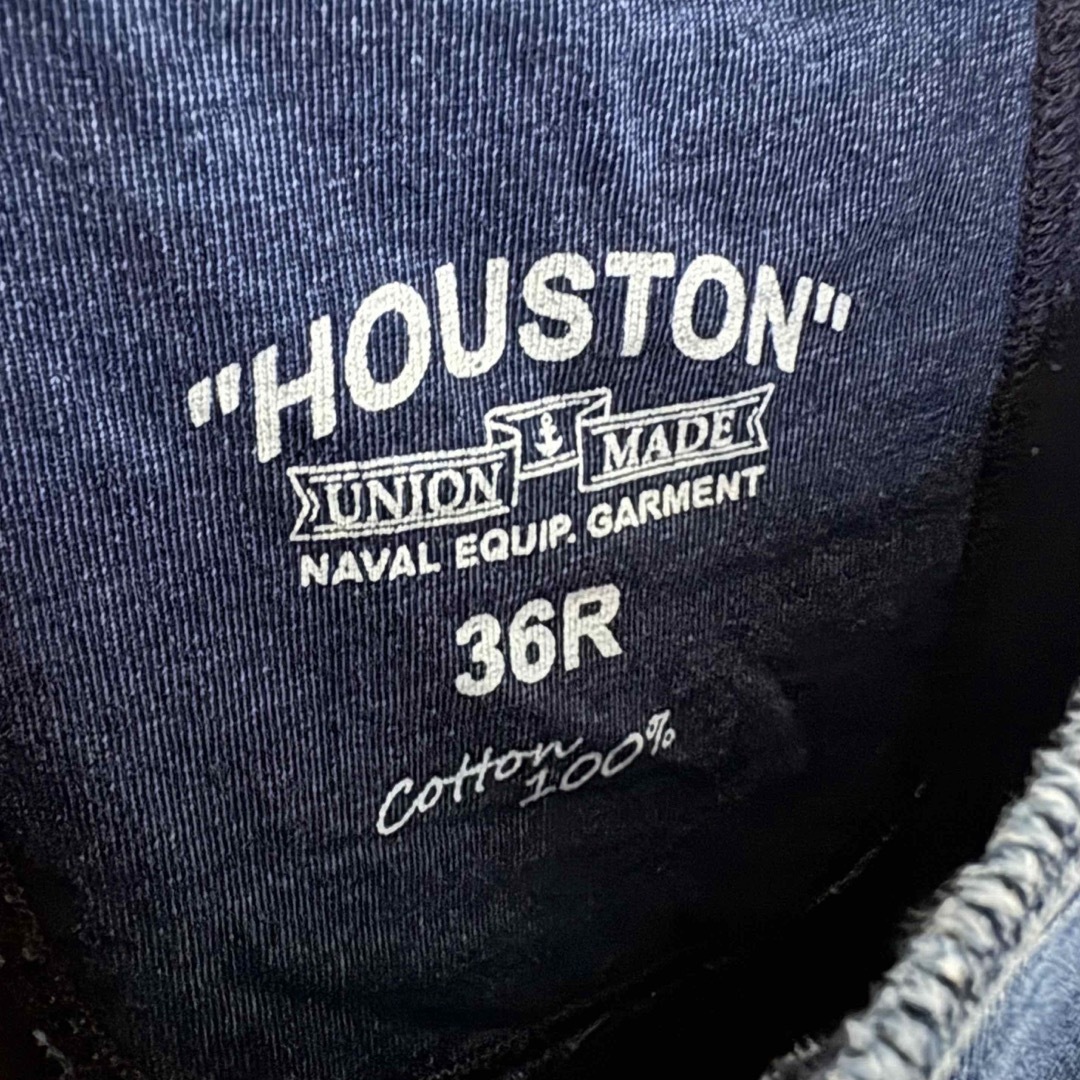 "HOUSTON"
UNION MADE
NAVAL EQUIP. GARMENT
36R
Cotton
100%